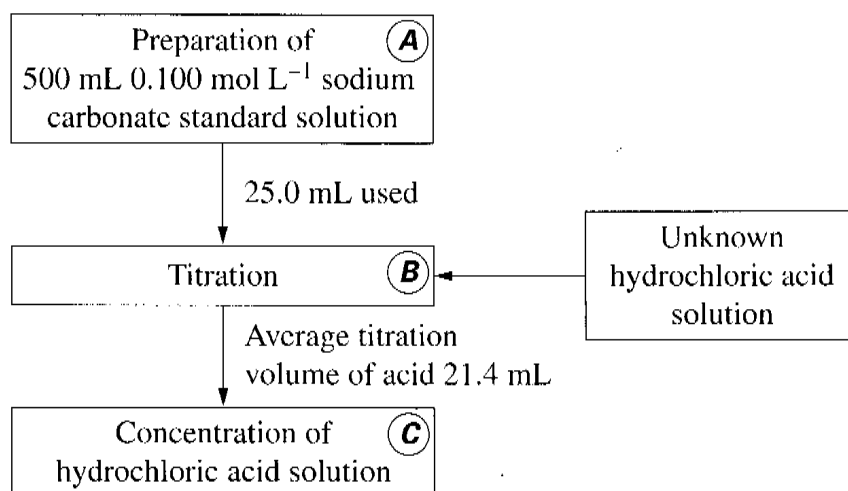 Preparation of
A
500 mL 0.100 mol L⁻¹ sodium
carbonate standard solution
25.0 mL used
Titration
B
Unknown
hydrochloric acid
solution
Average titration
volume of acid 21.4 mL
Concentration of
C
hydrochloric acid solution